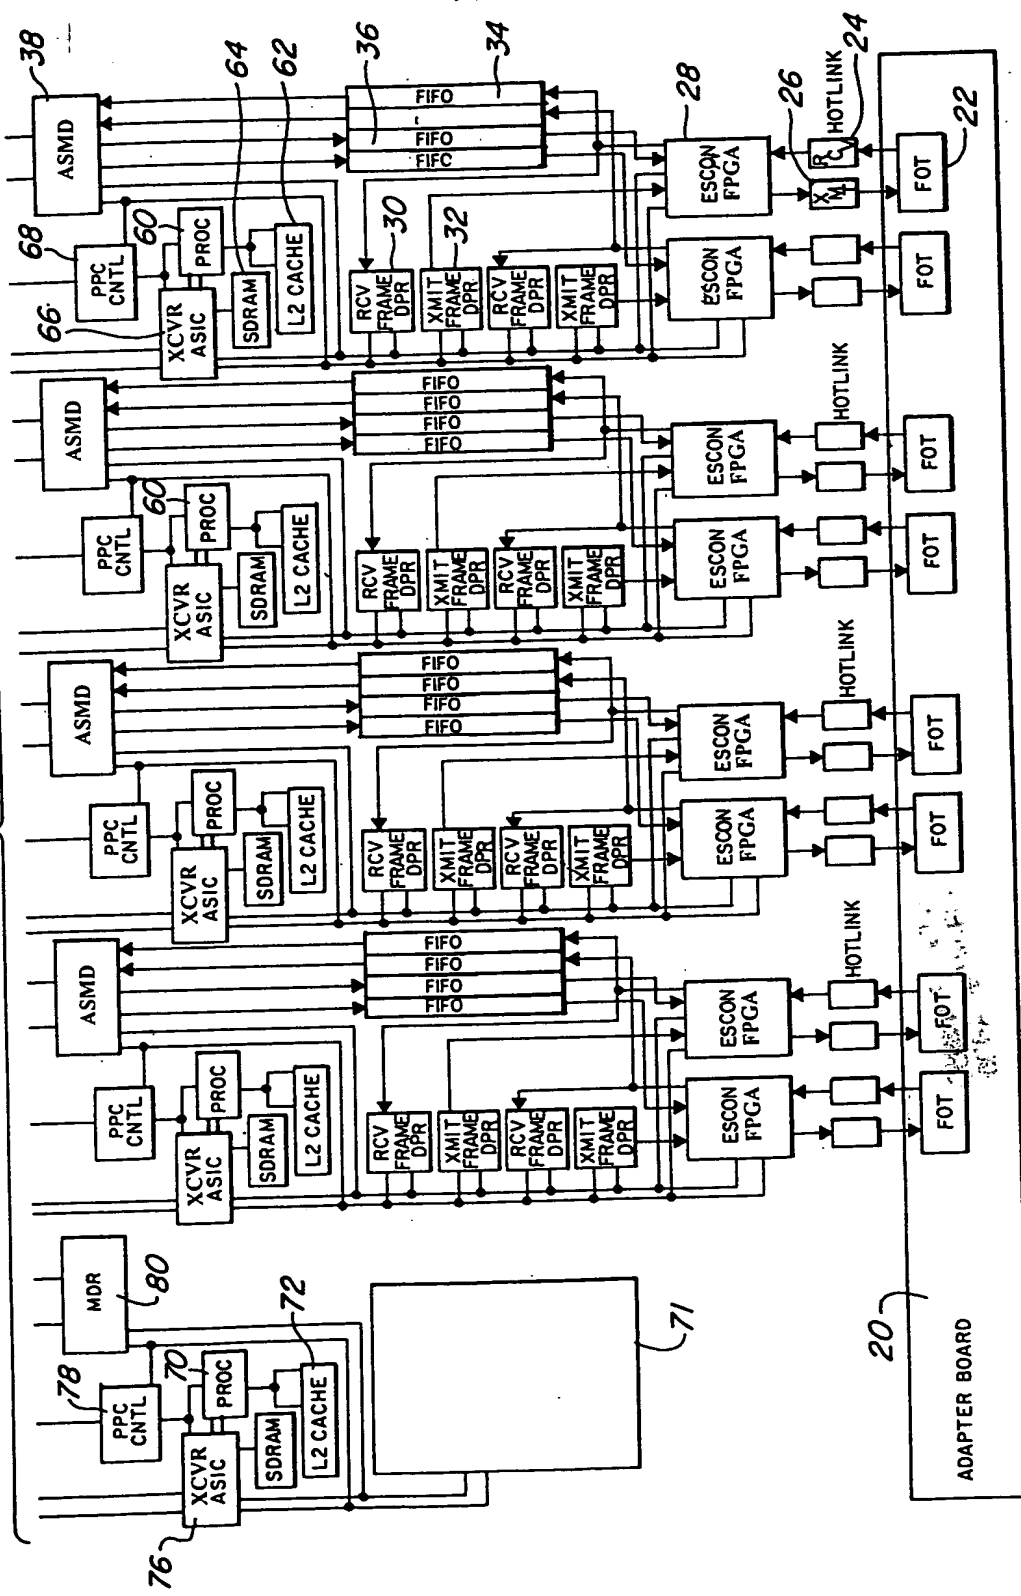 76
XCVR
ASIC
78
PPC
CNTL
MDR
80
70
PROC
SDRAM
L2 CACHE
72
71
XCVR
ASIC
PPC
CNTL
ASMD
PROC
SDRAM
L2 CACHE
RCV
FRAME
DPR
XMIT
FRAME
DPR
RCV
FRAME
DPR
XMIT
FRAME
DPR
FIFO
FIFO
FIFO
FIFO
ESCON
FPGA
ESCON
FPGA
HOTLINK
FOT
FOT
XCVR
ASIC
PPC
CNTL
ASMD
PROC
SDRAM
L2 CACHE
RCV
FRAME
DPR
XMIT
FRAME
DPR
RCV
FRAME
DPR
XMIT
FRAME
DPR
FIFO
FIFO
FIFO
FIFO
ESCON
FPGA
ESCON
FPGA
HOTLINK
FOT
FOT
XCVR
ASIC
PPC
CNTL
ASMD
60
PROC
SDRAM
L2 CACHE
RCV
FRAME
DPR
XMIT
FRAME
DPR
RCV
FRAME
DPR
XMIT
FRAME
DPR
FIFO
FIFO
FIFO
FIFO
ESCON
FPGA
ESCON
FPGA
HOTLINK
FOT
FOT
66
XCVR
ASIC
68
PPC
CNTL
ASMD
38
60
PROC
64
SDRAM
L2 CACHE
62
RCV
FRAME
DPR
30
XMIT
FRAME
DPR
32
RCV
FRAME
DPR
XMIT
FRAME
DPR
36
34
FIFO
FIFO
FIFC
ESCON
FPGA
ESCON
FPGA
28
26
XM
RCV
HOTLINK
24
FOT
FOT
22
20
ADAPTER BOARD